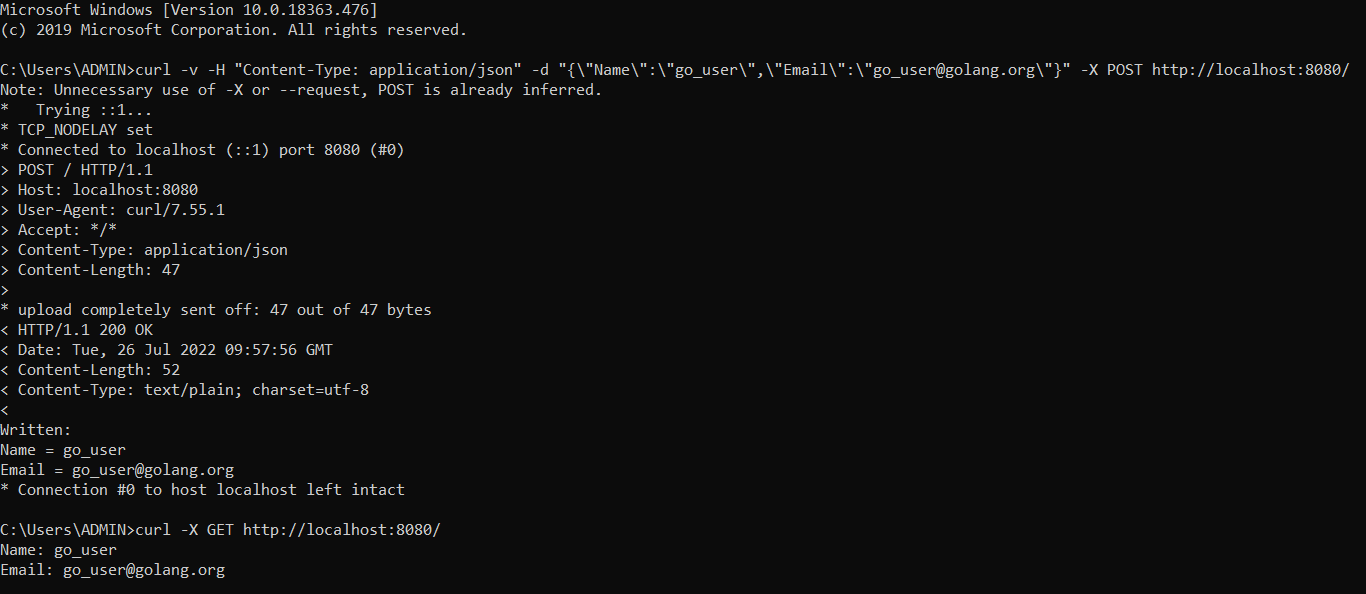 Microsoft Windows [Version 10.0.18363.476]
(c) 2019 Microsoft Corporation. All rights reserved.
C:\Users\ADMIN>curl -v -H "Content-Type: application/json" -d "{\"Name\":\"go_user\",\"Email\":\"go_user@golang.org\"}" -X POST http://localhost:8080/
Note: Unnecessary use of -X or --request, POST is already inferred.
*   Trying ::1...
* TCP_NODELAY set
* Connected to localhost (::1) port 8080 (#0)
> POST / HTTP/1.1
> Host: localhost:8080
> User-Agent: curl/7.55.1
> Accept: */*
> Content-Type: application/json
> Content-Length: 47
>
* upload completely sent off: 47 out of 47 bytes
< HTTP/1.1 200 OK
< Date: Tue, 26 Jul 2022 09:57:56 GMT
< Content-Length: 52
< Content-Type: text/plain; charset=utf-8
<
Written:
Name = go_user
Email = go_user@golang.org
* Connection #0 to host localhost left intact
C:\Users\ADMIN>curl -X GET http://localhost:8080/
Name: go_user
Email: go_user@golang.org